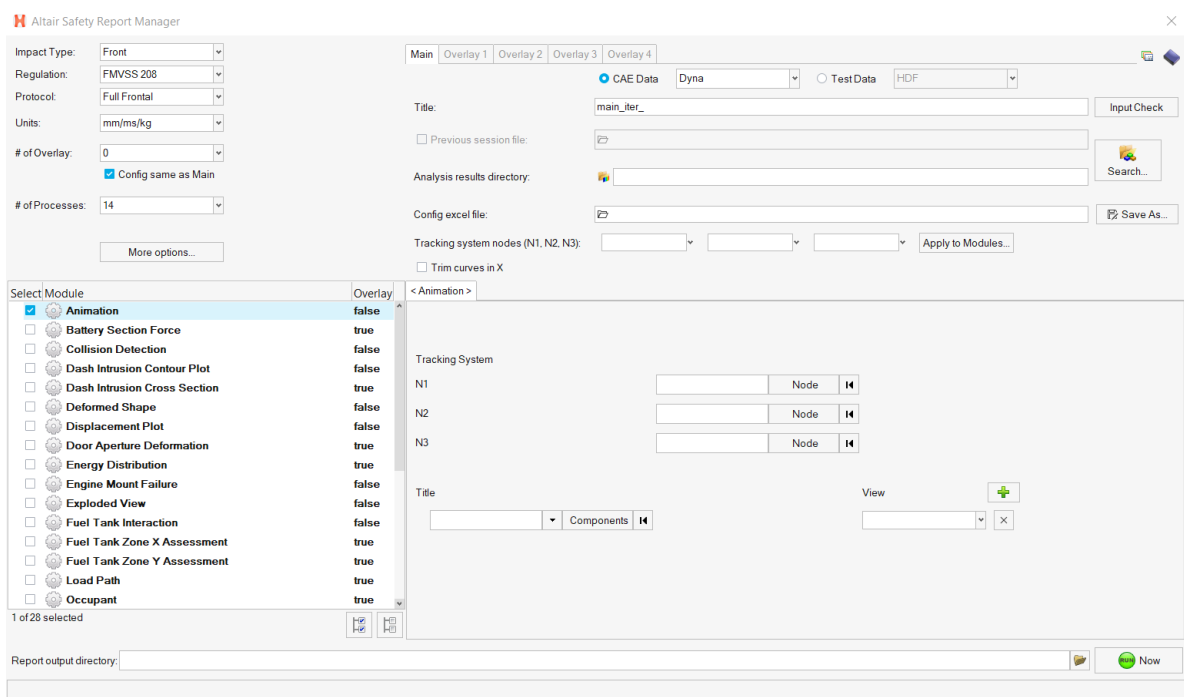 Altair Safety Report Manager
Impact Type: Front
Regulation: FMVSS 208
Protocol: Full Frontal
Units: mm/ms/kg
# of Overlay: 0
Config same as Main
# of Processes: 14
More options...
Main Overlay 1 Overlay 2 Overlay 3 Overlay 4
CAE Data Dyna Test Data HDF
Title: main_iter_ Input Check
Previous session file:
Search...
Analysis results directory:
Config excel file: Save As...
Tracking system nodes (N1, N2, N3): Apply to Modules...
Trim curves in X
Select Module Overlay
Animation false
Battery Section Force true
Collision Detection false
Dash Intrusion Contour Plot false
Dash Intrusion Cross Section true
Deformed Shape false
Displacement Plot false
Door Aperture Deformation true
Energy Distribution true
Engine Mount Failure false
Exploded View false
Fuel Tank Interaction false
Fuel Tank Zone X Assessment true
Fuel Tank Zone Y Assessment true
Load Path true
Occupant true
1 of 28 selected
< Animation >
Tracking System
N1 Node
N2 Node
N3 Node
Title View
Components
Report output directory: RUN Now